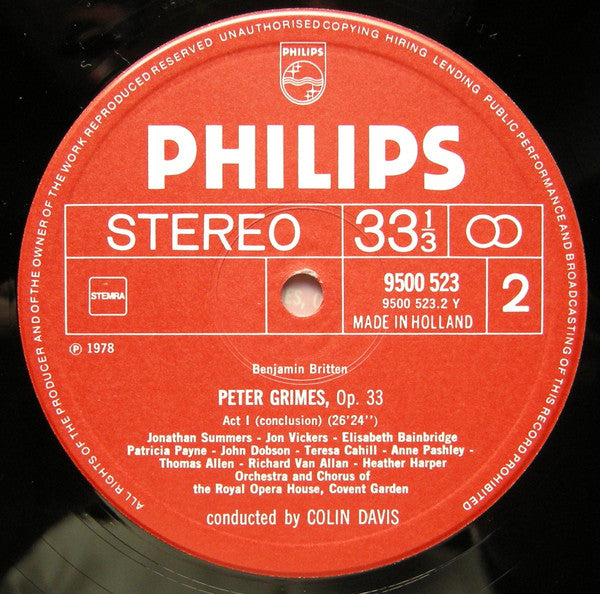 ALL RIGHTS OF THE PRODUCER AND OF THE OWNER OF THE WORK REPRODUCED RESERVED UNAUTHORISED COPYING HIRING LENDING PUBLIC PERFORMANCE AND BROADCASTING OF THIS RECORD PROHIBITED
PHILIPS
PHILIPS
STEREO 33 1/3
STEMRA
9500 523
9500 523.2 Y
MADE IN HOLLAND
2
℗ 1978
Benjamin Britten
PETER GRIMES, Op. 33
Act I (conclusion) (26'24'')
Jonathan Summers - Jon Vickers - Elisabeth Bainbridge
Patricia Payne - John Dobson - Teresa Cahill - Anne Pashley -
Thomas Allen - Richard Van Allan - Heather Harper
Orchestra and Chorus of
the Royal Opera House, Covent Garden
conducted by COLIN DAVIS